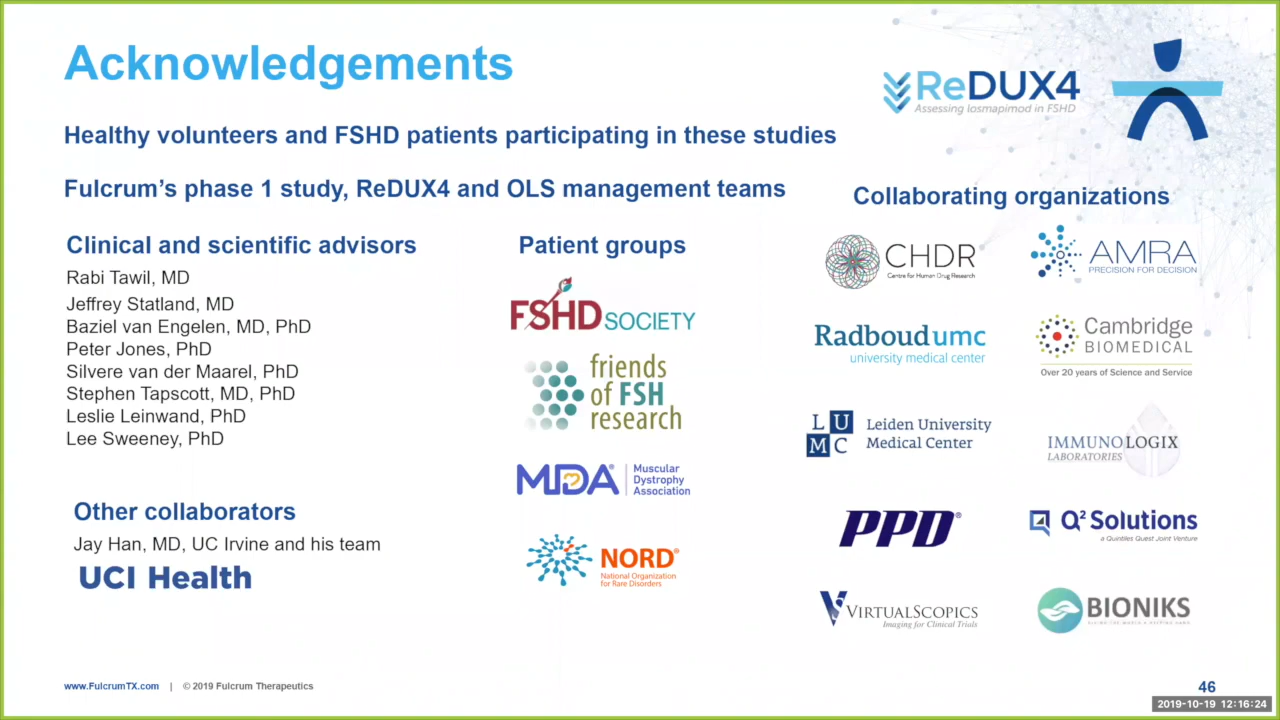 Acknowledgements
ReDUX4
Assessing losmapimod in FSHD
Healthy volunteers and FSHD patients participating in these studies
Fulcrum’s phase 1 study, ReDUX4 and OLS management teams
Clinical and scientific advisors
Rabi Tawil, MD
Jeffrey Statland, MD
Baziel van Engelen, MD, PhD
Peter Jones, PhD
Silvere van der Maarel, PhD
Stephen Tapscott, MD, PhD
Leslie Leinwand, PhD
Lee Sweeney, PhD
Other collaborators
Jay Han, MD, UC Irvine and his team
UCI Health
Patient groups
FSHD SOCIETY
friends
of FSH
research
MDA®
Muscular
Dystrophy
Association
NORD®
National Organization
for Rare Disorders
Collaborating organizations
CHDR
Centre for Human Drug Research
AMRA
PRECISION FOR DECISION
Radboudumc
university medical center
Cambridge
BIOMEDICAL
Over 20 years of Science and Service
LU
MC
Leiden University
Medical Center
IMMUNOLOGIX
LABORATORIES
PPD®
Q² Solutions
a Quintiles Quest Joint Venture
VIRTUALSCOPICS
Imaging for Clinical Trials
BIONIKS
GIVING THE WORLD A HELPING HAND
www.FulcrumTX.com | © 2019 Fulcrum Therapeutics
46
2019-10-19 12:16:24